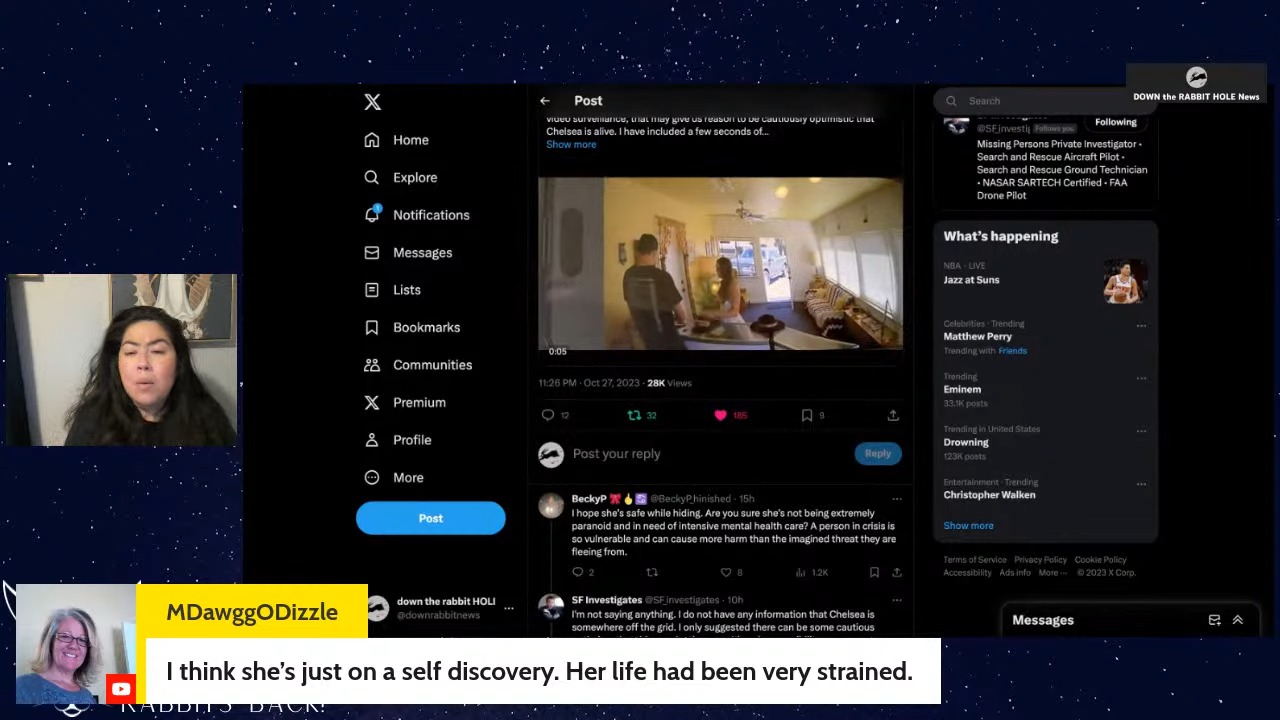 DOWN the RABBIT HOLE News
X
Home
Explore
Notifications
Messages
Lists
Bookmarks
Communities
Premium
Profile
More
Post
down the rabbit HOLI
@downrabbitnews
Post
video surveillance, that may give us reason to be cautiously optimistic that
Chelsea is alive. I have included a few seconds of...
Show more
0:05
11:26 PM · Oct 27, 2023 · 28K Views
12 32 185 9
Post your reply
Reply
BeckyP @BeckyP_hinished · 15h
I hope she's safe while hiding. Are you sure she's not being extremely
paranoid and in need of intensive mental health care? A person in crisis is
so vulnerable and can cause more harm than the imagined threat they are
fleeing from.
2 8 1.2K
SF Investigates @SF_investigates · 10h
I'm not saying anything. I do not have any information that Chelsea is
somewhere off the grid. I only suggested there can be some cautious
Search
@SF_investig Follows you
Following
Missing Persons Private Investigator •
Search and Rescue Aircraft Pilot •
Search and Rescue Ground Technician
• NASAR SARTECH Certified • FAA
Drone Pilot
What's happening
NBA · LIVE
Jazz at Suns
Celebrities · Trending
Matthew Perry
Trending with Friends
Trending
Eminem
33.1K posts
Trending in United States
Drowning
123K posts
Entertainment · Trending
Christopher Walken
Show more
Terms of Service Privacy Policy Cookie Policy
Accessibility Ads info More ··· © 2023 X Corp.
Messages
MDawggODizzle
I think she's just on a self discovery. Her life had been very strained.
RABBITS BACK!